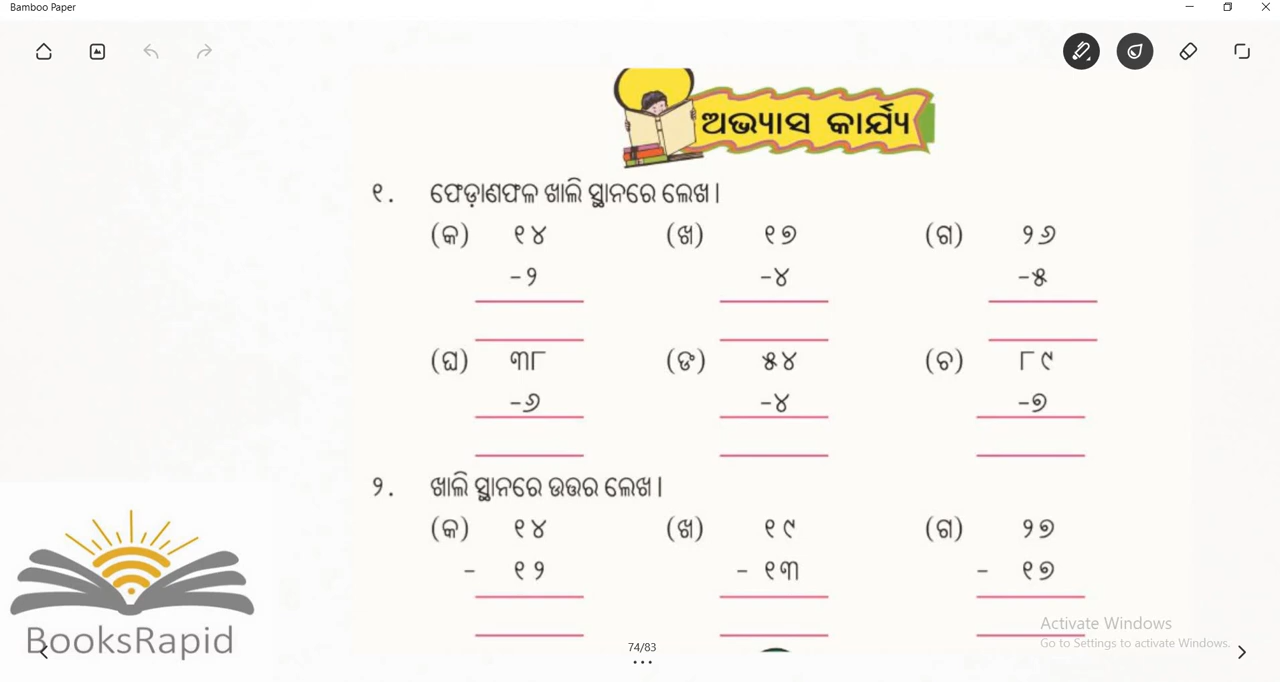 Bamboo Paper
ଅଭ୍ୟାସ କାର୍ଯ୍ୟ
୧. ଫେଡ଼ାଣଫଳ ଖାଲି ସ୍ଥାନରେ ଲେଖ।
(କ) ୧୪ (ଖ) ୧୭ (ଗ) ୨୬
-୨ -୪ -୫
(ଘ) ୩୮ (ଙ) ୫୪ (ଚ) ୮୯
-୬ -୪ -୭
୨. ଖାଲି ସ୍ଥାନରେ ଉତ୍ତର ଲେଖ।
(କ) ୧୪ (ଖ) ୧୯ (ଗ) ୨୭
- ୧୨ - ୧୩ - ୧୭
BooksRapid
74/83
Activate Windows
Go to Settings to activate Windows.